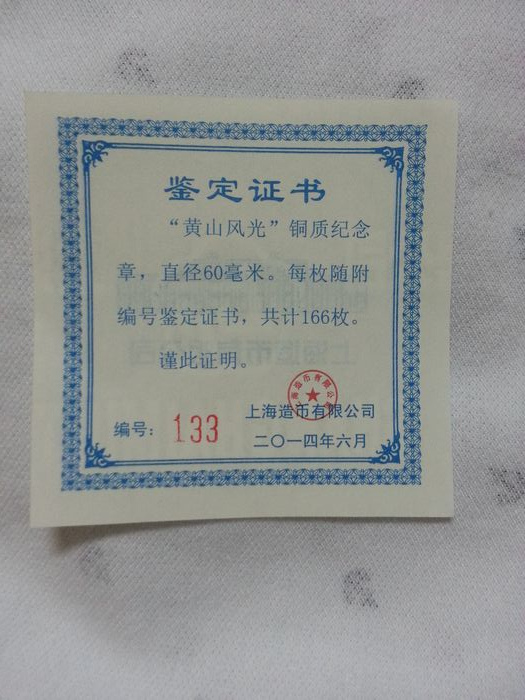 鉴定证书
“黄山风光”铜质纪念
章，直径60毫米。每枚随附
编号鉴定证书，共计166枚。
谨此证明。
上海造币有限公司
编号：133
二〇一四年六月